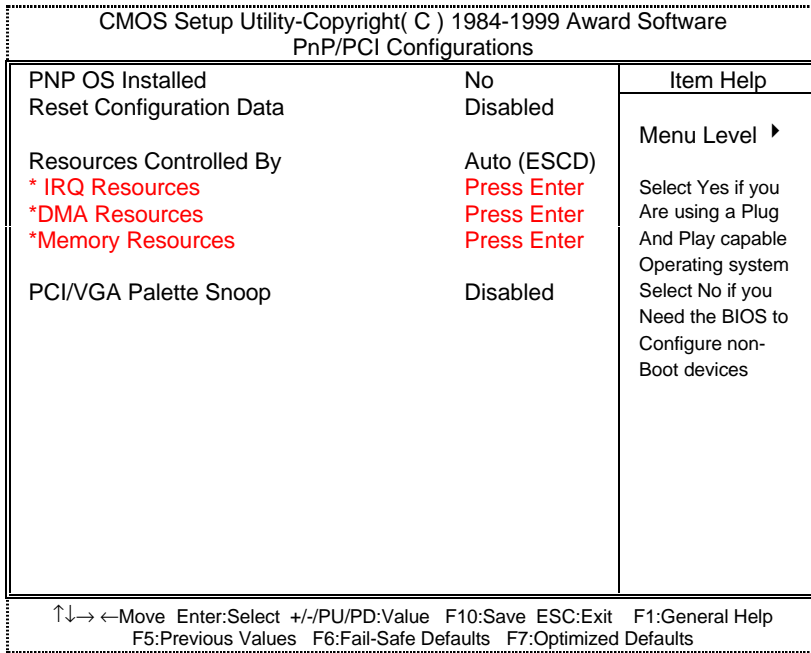 CMOS Setup Utility-Copyright( C ) 1984-1999 Award Software
PnP/PCI Configurations
PNP OS Installed No
Reset Configuration Data Disabled
Resources Controlled By Auto (ESCD)
* IRQ Resources Press Enter
*DMA Resources Press Enter
*Memory Resources Press Enter
PCI/VGA Palette Snoop Disabled
Item Help
Menu Level
Select Yes if you
Are using a Plug
And Play capable
Operating system
Select No if you
Need the BIOS to
Configure non-
Boot devices
↑↓→ ←Move Enter:Select +/-/PU/PD:Value F10:Save ESC:Exit F1:General Help
F5:Previous Values F6:Fail-Safe Defaults F7:Optimized Defaults